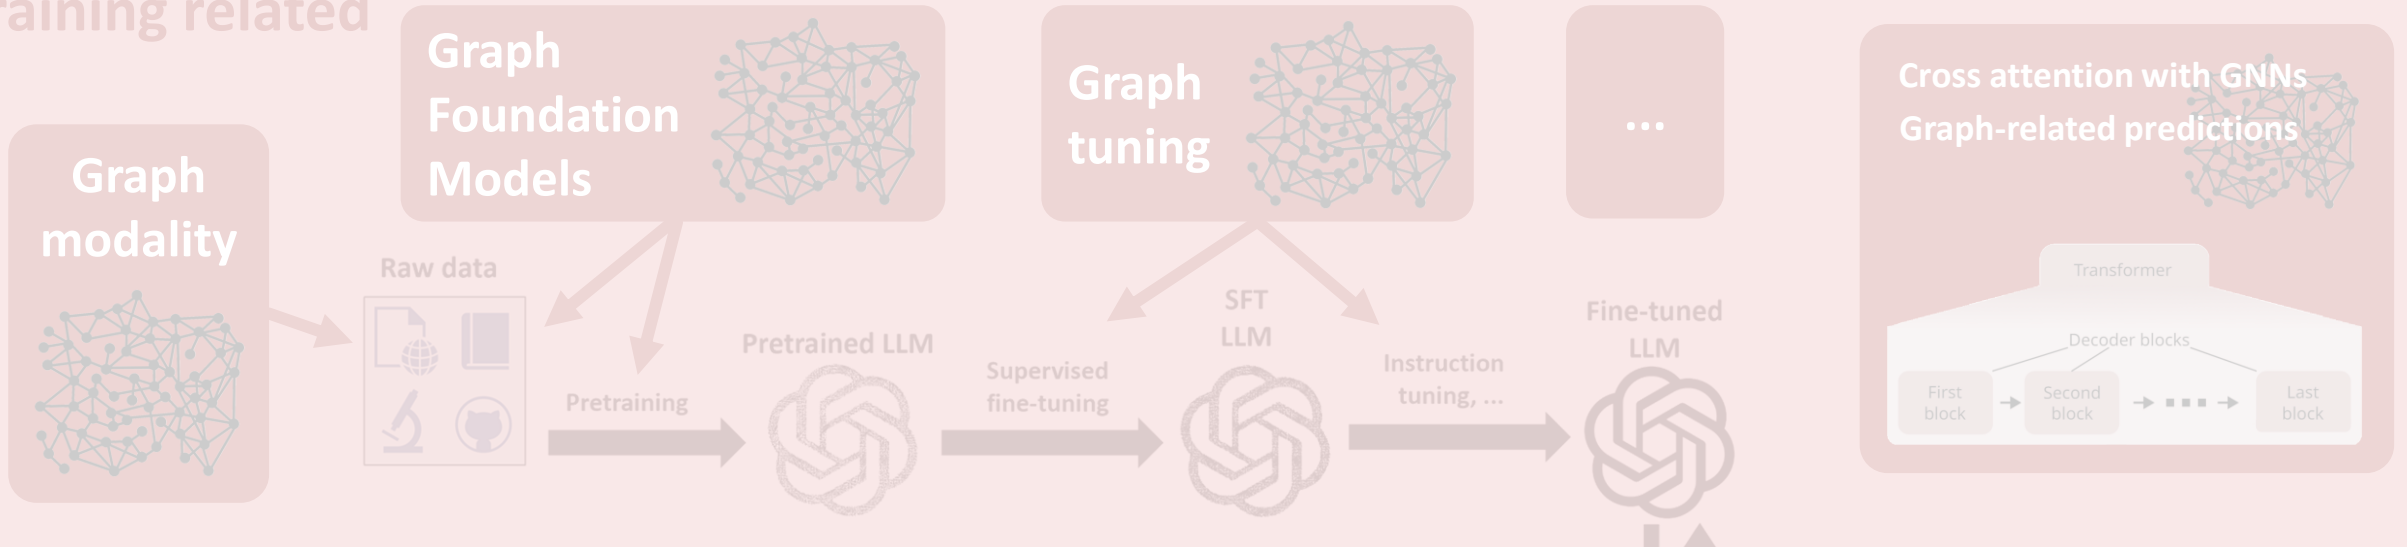 raining related
Graph
Foundation
Models
Graph
tuning
...
Cross attention with GNNs
Graph-related predictions
Graph
modality
Raw data
Pretraining
Pretrained LLM
Supervised
fine-tuning
SFT
LLM
Instruction
tuning, ...
Fine-tuned
LLM
Transformer
Decoder blocks
First
block
Second
block
Last
block